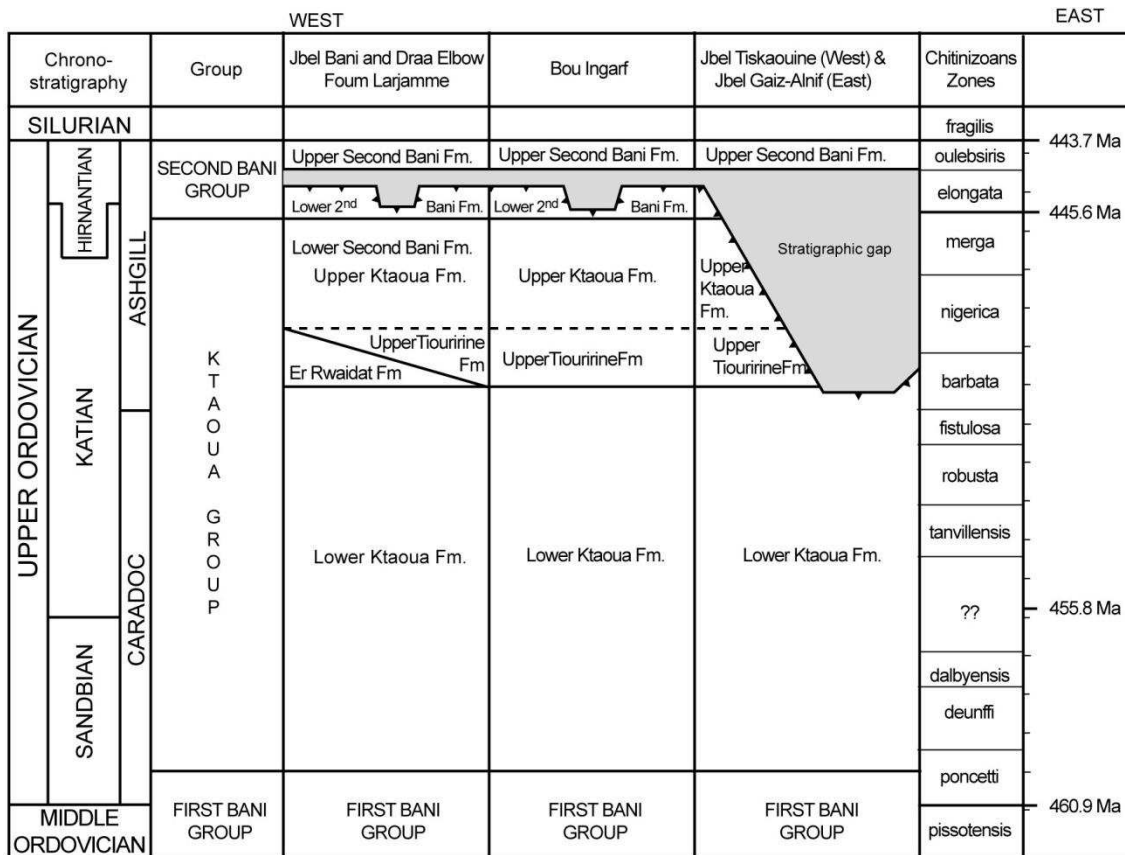 WEST
EAST
Chrono-
stratigraphy
Group
Jbel Bani and Draa Elbow
Foum Larjamme
Bou Ingarf
Jbel Tiskaouine (West) &
Jbel Gaiz-Alnif (East)
Chitinizoans
Zones
SILURIAN
fragilis
443.7 Ma
UPPER ORDOVICIAN
HIRNANTIAN
KATIAN
SANDBIAN
ASHGILL
CARADOC
SECOND BANI
GROUP
Upper Second Bani Fm.
Upper Second Bani Fm.
Upper Second Bani Fm.
oulebsiris
Lower 2nd
Bani Fm.
Lower 2nd
Bani Fm.
elongata
445.6 Ma
Stratigraphic gap
KTAOUA GROUP
Lower Second Bani Fm.
Upper Ktaoua Fm.
Upper Ktaoua Fm.
Upper
Ktaoua
Fm.
merga
nigerica
UpperTiouririne
Fm
Er Rwaidat Fm
UpperTiouririneFm
Upper
TiouririneFm
barbata
fistulosa
robusta
tanvillensis
Lower Ktaoua Fm.
Lower Ktaoua Fm.
Lower Ktaoua Fm.
??
455.8 Ma
dalbyensis
deunffi
poncetti
460.9 Ma
MIDDLE
ORDOVICIAN
FIRST BANI
GROUP
FIRST BANI
GROUP
FIRST BANI
GROUP
FIRST BANI
GROUP
pissotensis